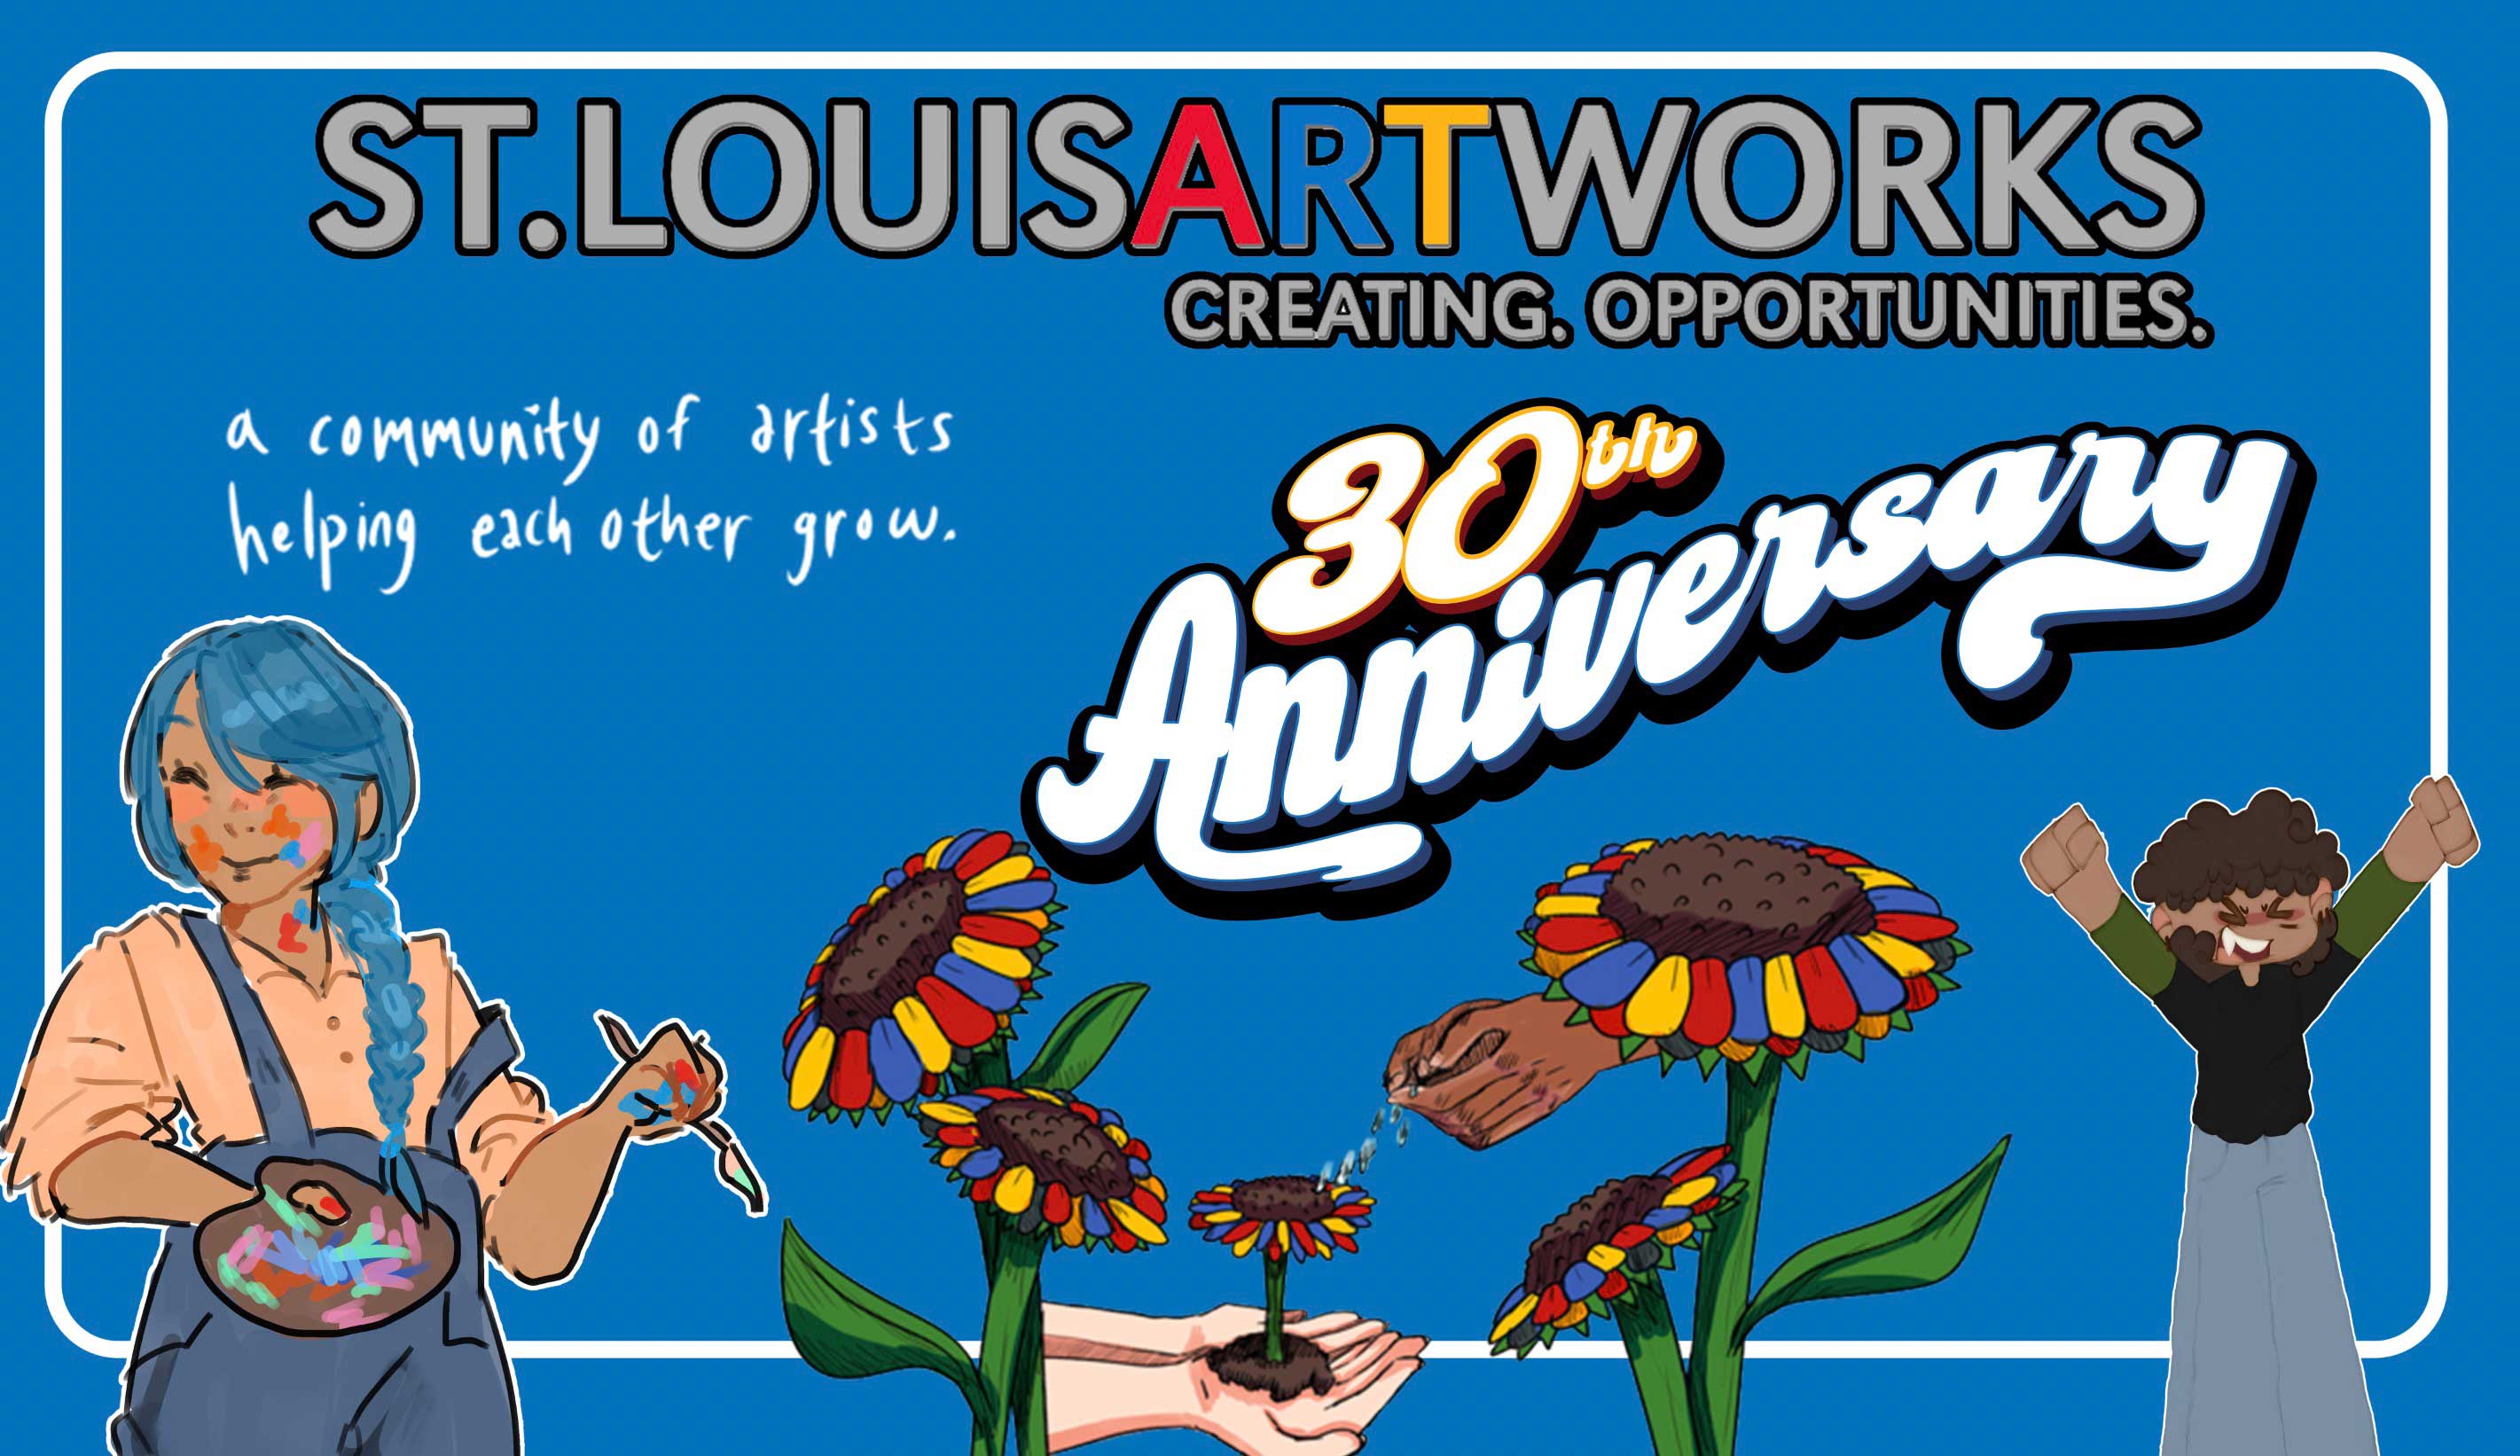 ST.LOUISARTWORKS
CREATING. OPPORTUNITIES.
a community of artists
helping each other grow.
30th
Anniversary